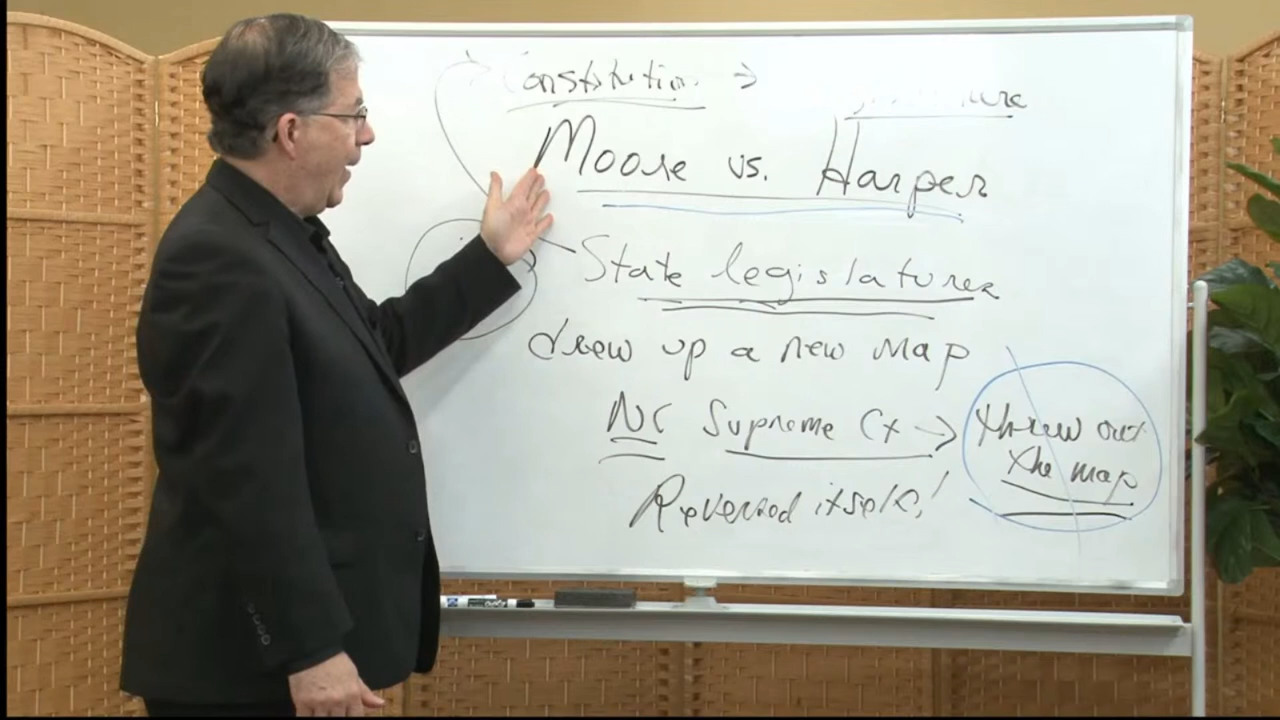 Constitution →
Moore vs. Harper
State legislatures
drew up a new map
NC Supreme Ct → threw out the map
Reversed itself!